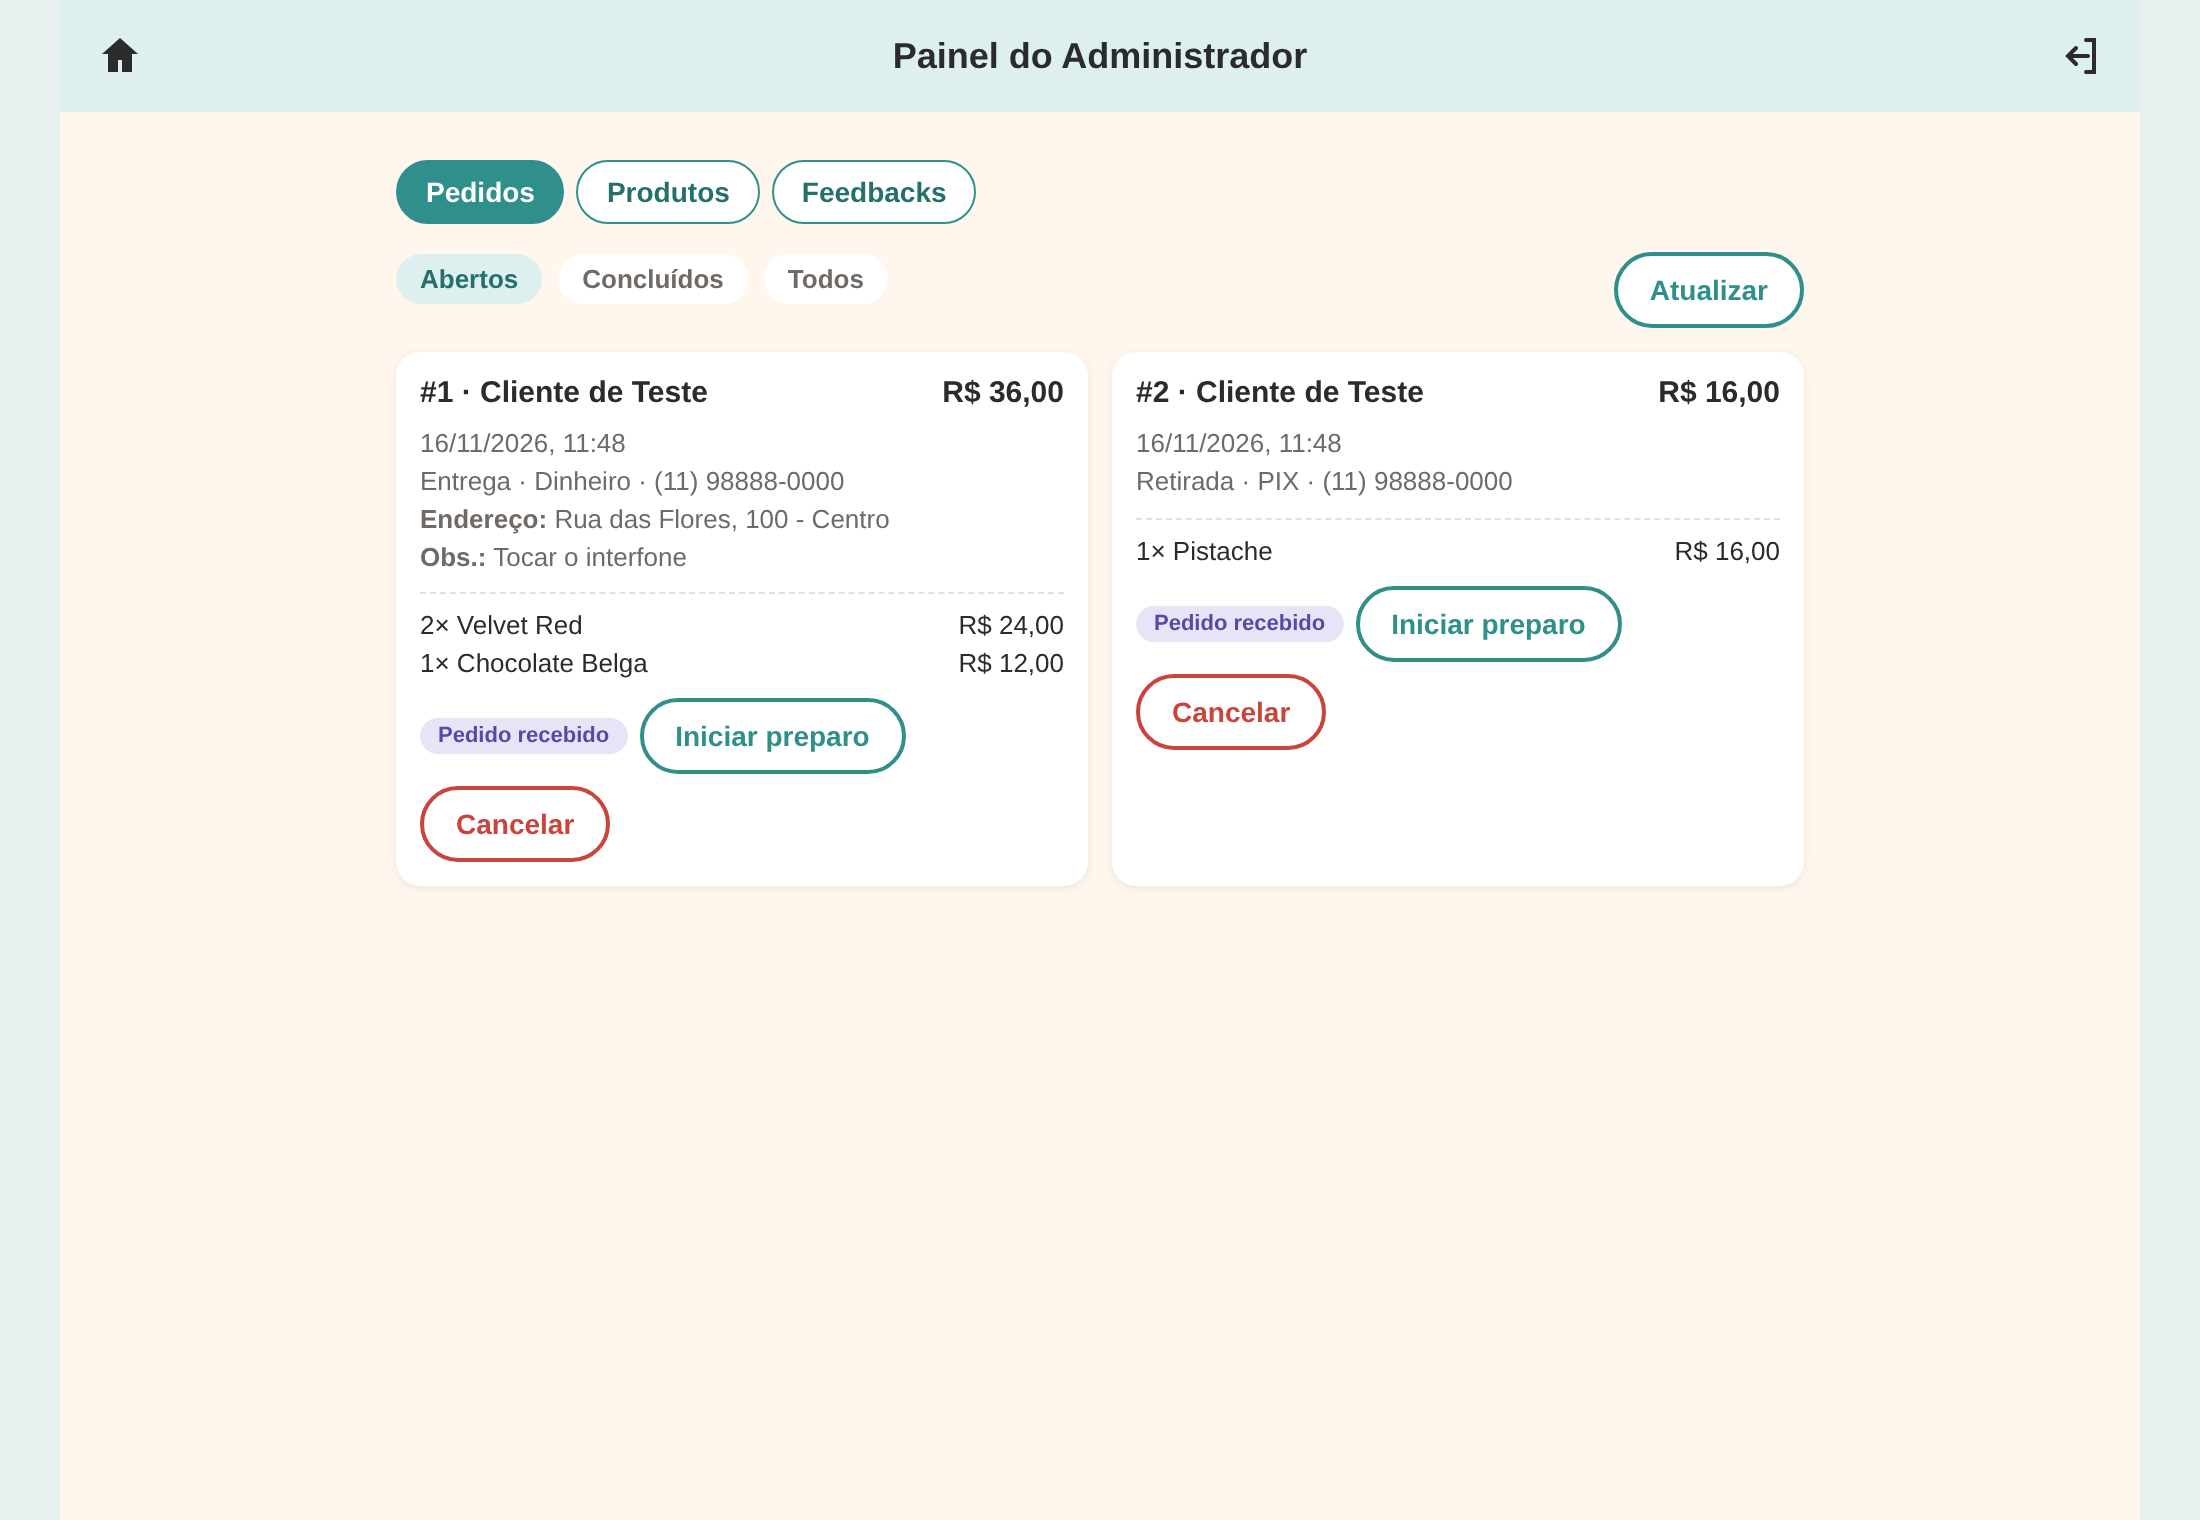 Painel do Administrador
Pedidos Produtos Feedbacks
Abertos Concluídos Todos Atualizar
#1 · Cliente de Teste R$ 36,00
16/11/2026, 11:48
Entrega · Dinheiro · (11) 98888-0000
Endereço: Rua das Flores, 100 - Centro
Obs.: Tocar o interfone
2× Velvet Red R$ 24,00
1× Chocolate Belga R$ 12,00
Pedido recebido Iniciar preparo
Cancelar
#2 · Cliente de Teste R$ 16,00
16/11/2026, 11:48
Retirada · PIX · (11) 98888-0000
1× Pistache R$ 16,00
Pedido recebido Iniciar preparo
Cancelar